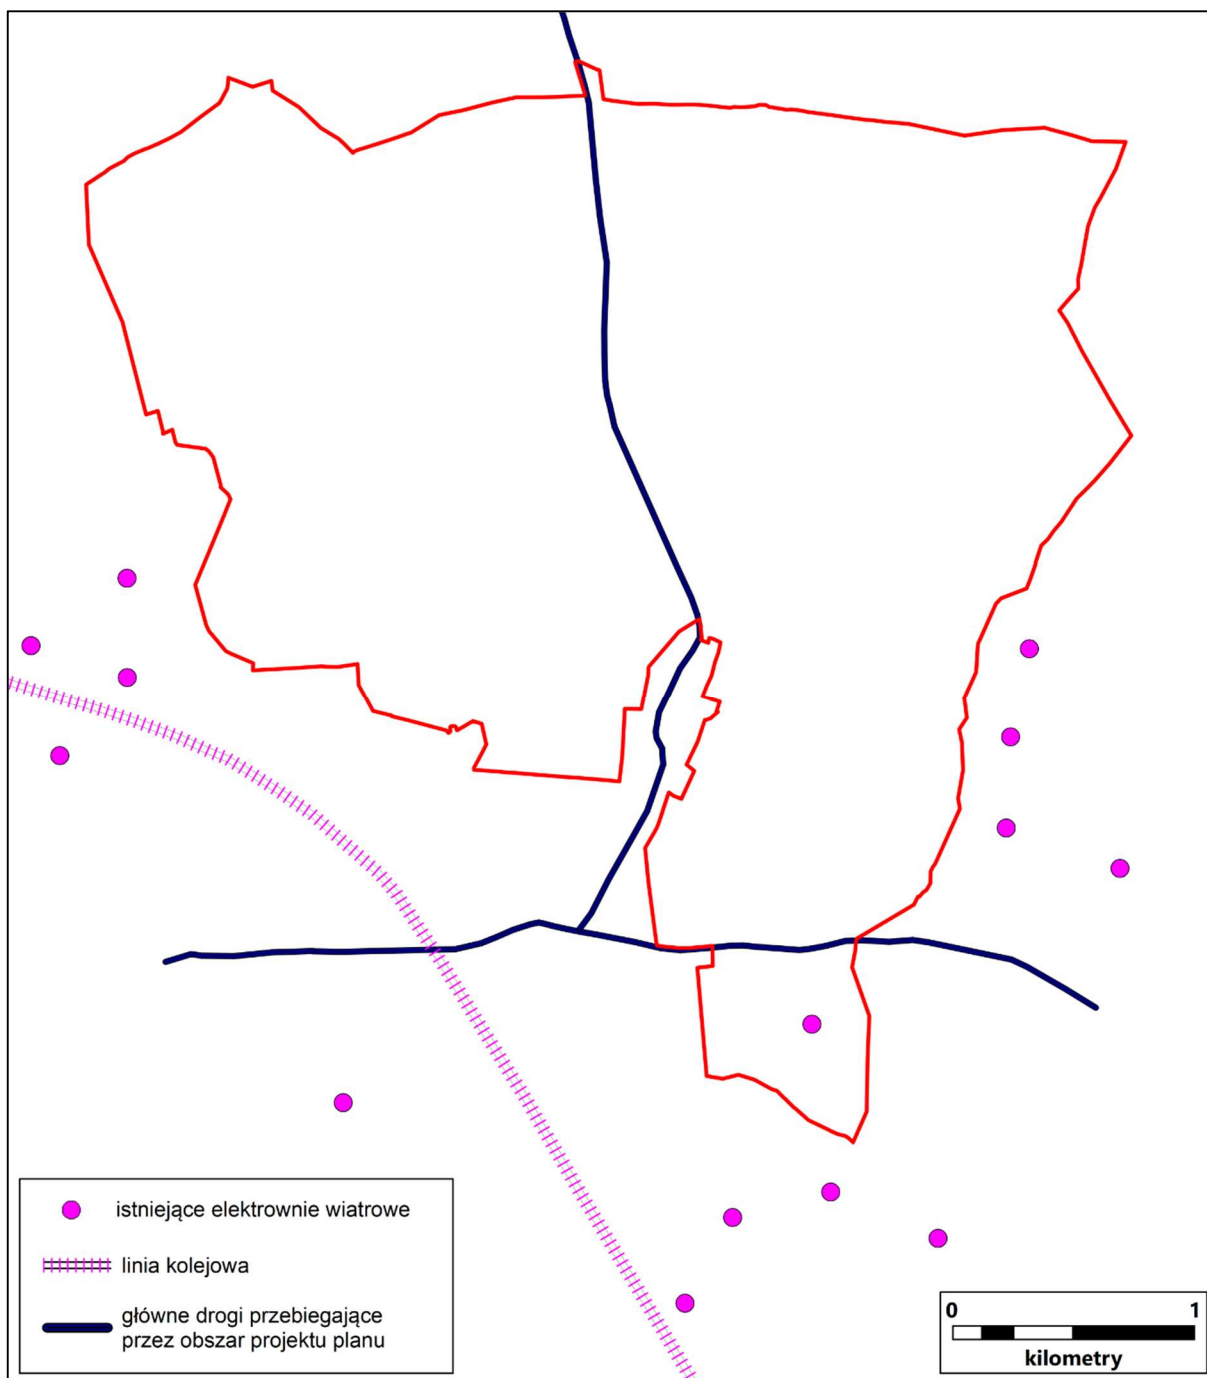 istniejące elektrownie wiatrowe
linia kolejowa
główne drogi przebiegające
przez obszar projektu planu
0 1
kilometry